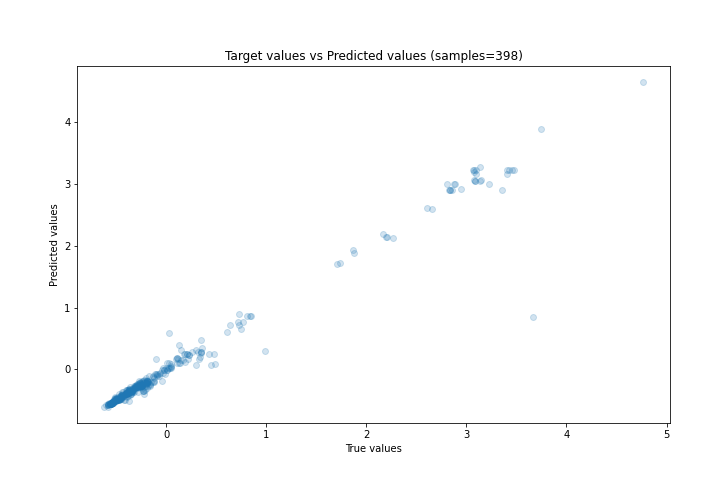 Target values vs Predicted values (samples=398)
Predicted values
4
3
2
1
0
0 1 2 3 4 5
True values